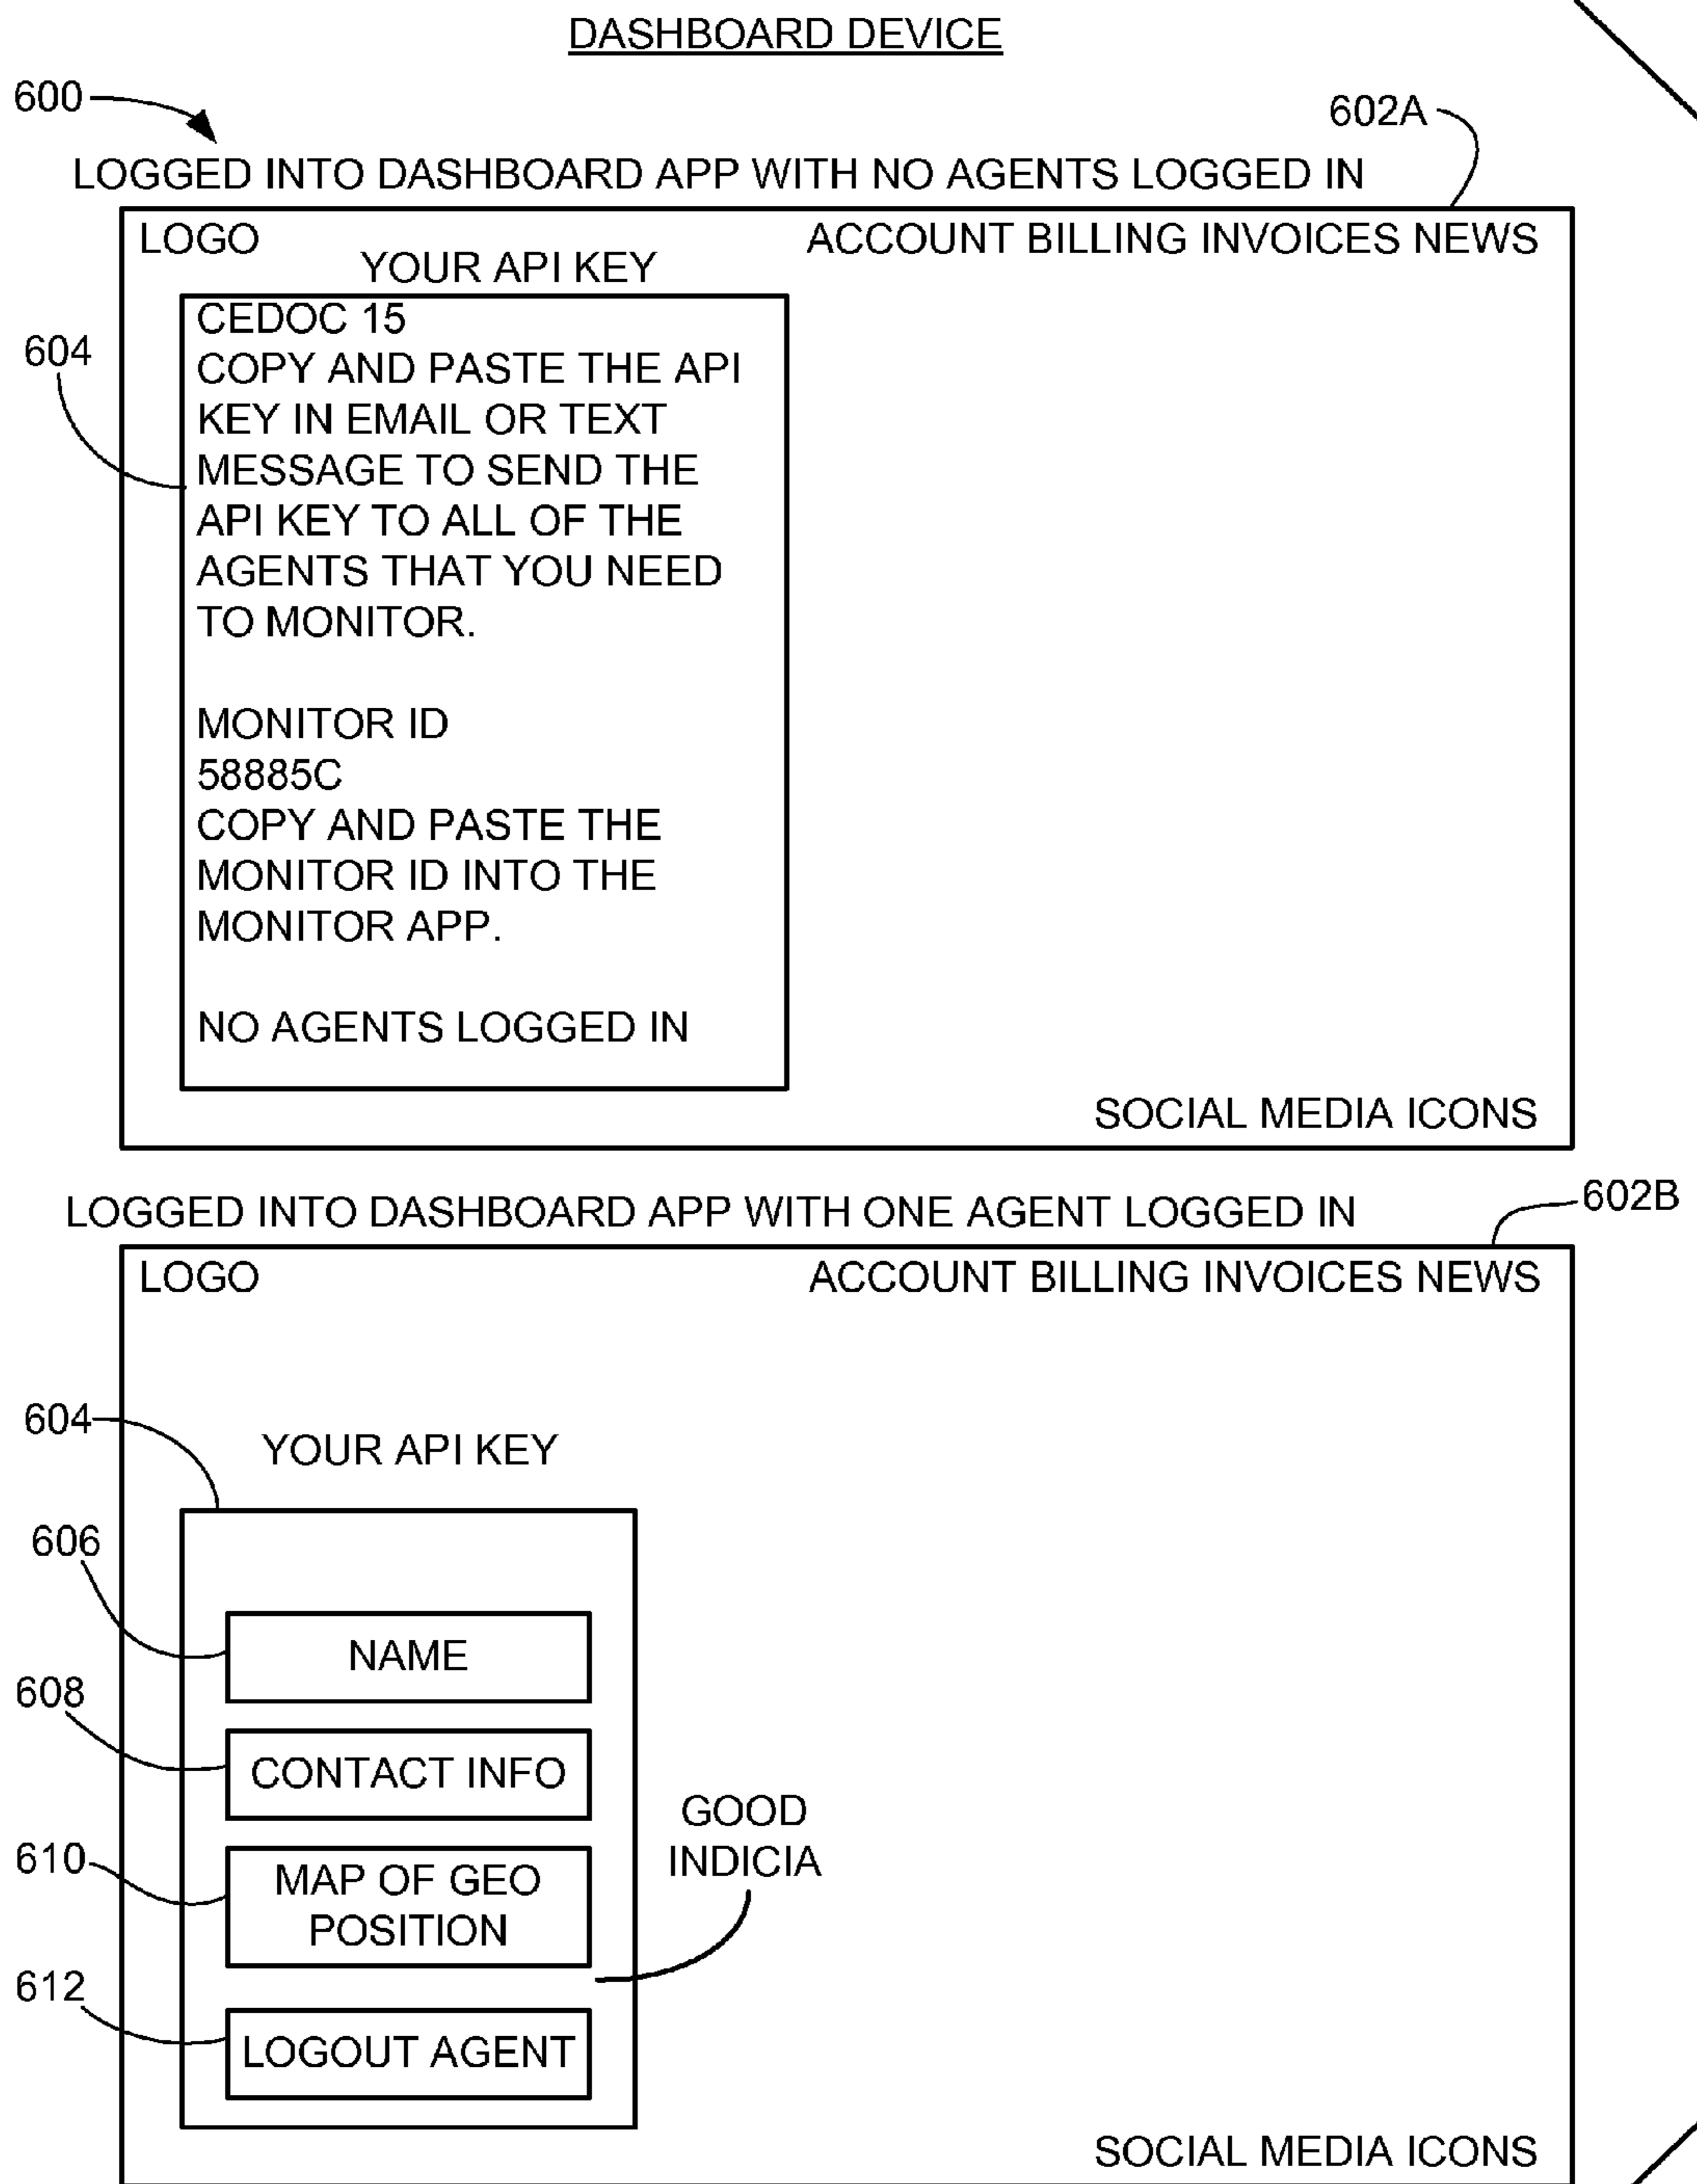 DASHBOARD DEVICE
600
602A
LOGGED INTO DASHBOARD APP WITH NO AGENTS LOGGED IN
LOGO
ACCOUNT BILLING INVOICES NEWS
YOUR API KEY
604
CEDOC 15
COPY AND PASTE THE API
KEY IN EMAIL OR TEXT
MESSAGE TO SEND THE
API KEY TO ALL OF THE
AGENTS THAT YOU NEED
TO MONITOR.
MONITOR ID
58885C
COPY AND PASTE THE
MONITOR ID INTO THE
MONITOR APP.
NO AGENTS LOGGED IN
SOCIAL MEDIA ICONS
LOGGED INTO DASHBOARD APP WITH ONE AGENT LOGGED IN
602B
LOGO
ACCOUNT BILLING INVOICES NEWS
604
YOUR API KEY
606
NAME
608
CONTACT INFO
GOOD
INDICIA
610
MAP OF GEO
POSITION
612
LOGOUT AGENT
SOCIAL MEDIA ICONS